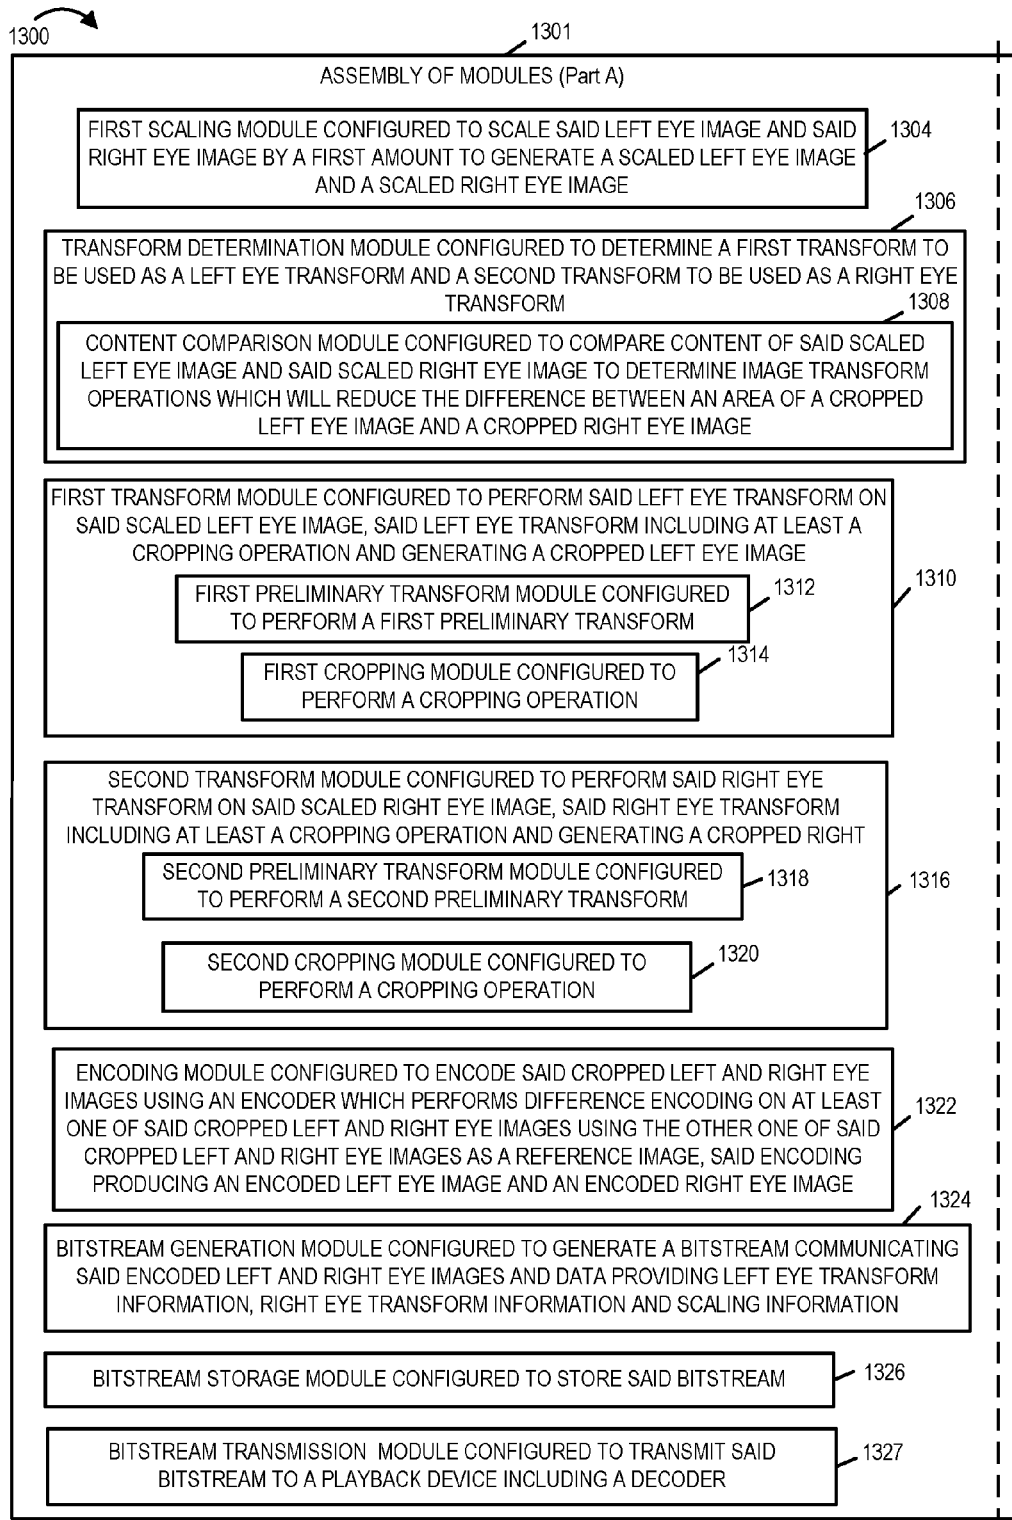 1300
1301
ASSEMBLY OF MODULES (Part A)
FIRST SCALING MODULE CONFIGURED TO SCALE SAID LEFT EYE IMAGE AND SAID
RIGHT EYE IMAGE BY A FIRST AMOUNT TO GENERATE A SCALED LEFT EYE IMAGE
AND A SCALED RIGHT EYE IMAGE
1304
1306
TRANSFORM DETERMINATION MODULE CONFIGURED TO DETERMINE A FIRST TRANSFORM TO
BE USED AS A LEFT EYE TRANSFORM AND A SECOND TRANSFORM TO BE USED AS A RIGHT EYE
TRANSFORM
1308
CONTENT COMPARISON MODULE CONFIGURED TO COMPARE CONTENT OF SAID SCALED
LEFT EYE IMAGE AND SAID SCALED RIGHT EYE IMAGE TO DETERMINE IMAGE TRANSFORM
OPERATIONS WHICH WILL REDUCE THE DIFFERENCE BETWEEN AN AREA OF A CROPPED
LEFT EYE IMAGE AND A CROPPED RIGHT EYE IMAGE
FIRST TRANSFORM MODULE CONFIGURED TO PERFORM SAID LEFT EYE TRANSFORM ON
SAID SCALED LEFT EYE IMAGE, SAID LEFT EYE TRANSFORM INCLUDING AT LEAST A
CROPPING OPERATION AND GENERATING A CROPPED LEFT EYE IMAGE
1310
FIRST PRELIMINARY TRANSFORM MODULE CONFIGURED
TO PERFORM A FIRST PRELIMINARY TRANSFORM
1312
FIRST CROPPING MODULE CONFIGURED TO
PERFORM A CROPPING OPERATION
1314
SECOND TRANSFORM MODULE CONFIGURED TO PERFORM SAID RIGHT EYE
TRANSFORM ON SAID SCALED RIGHT EYE IMAGE, SAID RIGHT EYE TRANSFORM
INCLUDING AT LEAST A CROPPING OPERATION AND GENERATING A CROPPED RIGHT
SECOND PRELIMINARY TRANSFORM MODULE CONFIGURED
TO PERFORM A SECOND PRELIMINARY TRANSFORM
1318
1316
SECOND CROPPING MODULE CONFIGURED TO
PERFORM A CROPPING OPERATION
1320
ENCODING MODULE CONFIGURED TO ENCODE SAID CROPPED LEFT AND RIGHT EYE
IMAGES USING AN ENCODER WHICH PERFORMS DIFFERENCE ENCODING ON AT LEAST
ONE OF SAID CROPPED LEFT AND RIGHT EYE IMAGES USING THE OTHER ONE OF SAID
CROPPED LEFT AND RIGHT EYE IMAGES AS A REFERENCE IMAGE, SAID ENCODING
PRODUCING AN ENCODED LEFT EYE IMAGE AND AN ENCODED RIGHT EYE IMAGE
1322
1324
BITSTREAM GENERATION MODULE CONFIGURED TO GENERATE A BITSTREAM COMMUNICATING
SAID ENCODED LEFT AND RIGHT EYE IMAGES AND DATA PROVIDING LEFT EYE TRANSFORM
INFORMATION, RIGHT EYE TRANSFORM INFORMATION AND SCALING INFORMATION
BITSTREAM STORAGE MODULE CONFIGURED TO STORE SAID BITSTREAM
1326
BITSTREAM TRANSMISSION MODULE CONFIGURED TO TRANSMIT SAID
BITSTREAM TO A PLAYBACK DEVICE INCLUDING A DECODER
1327